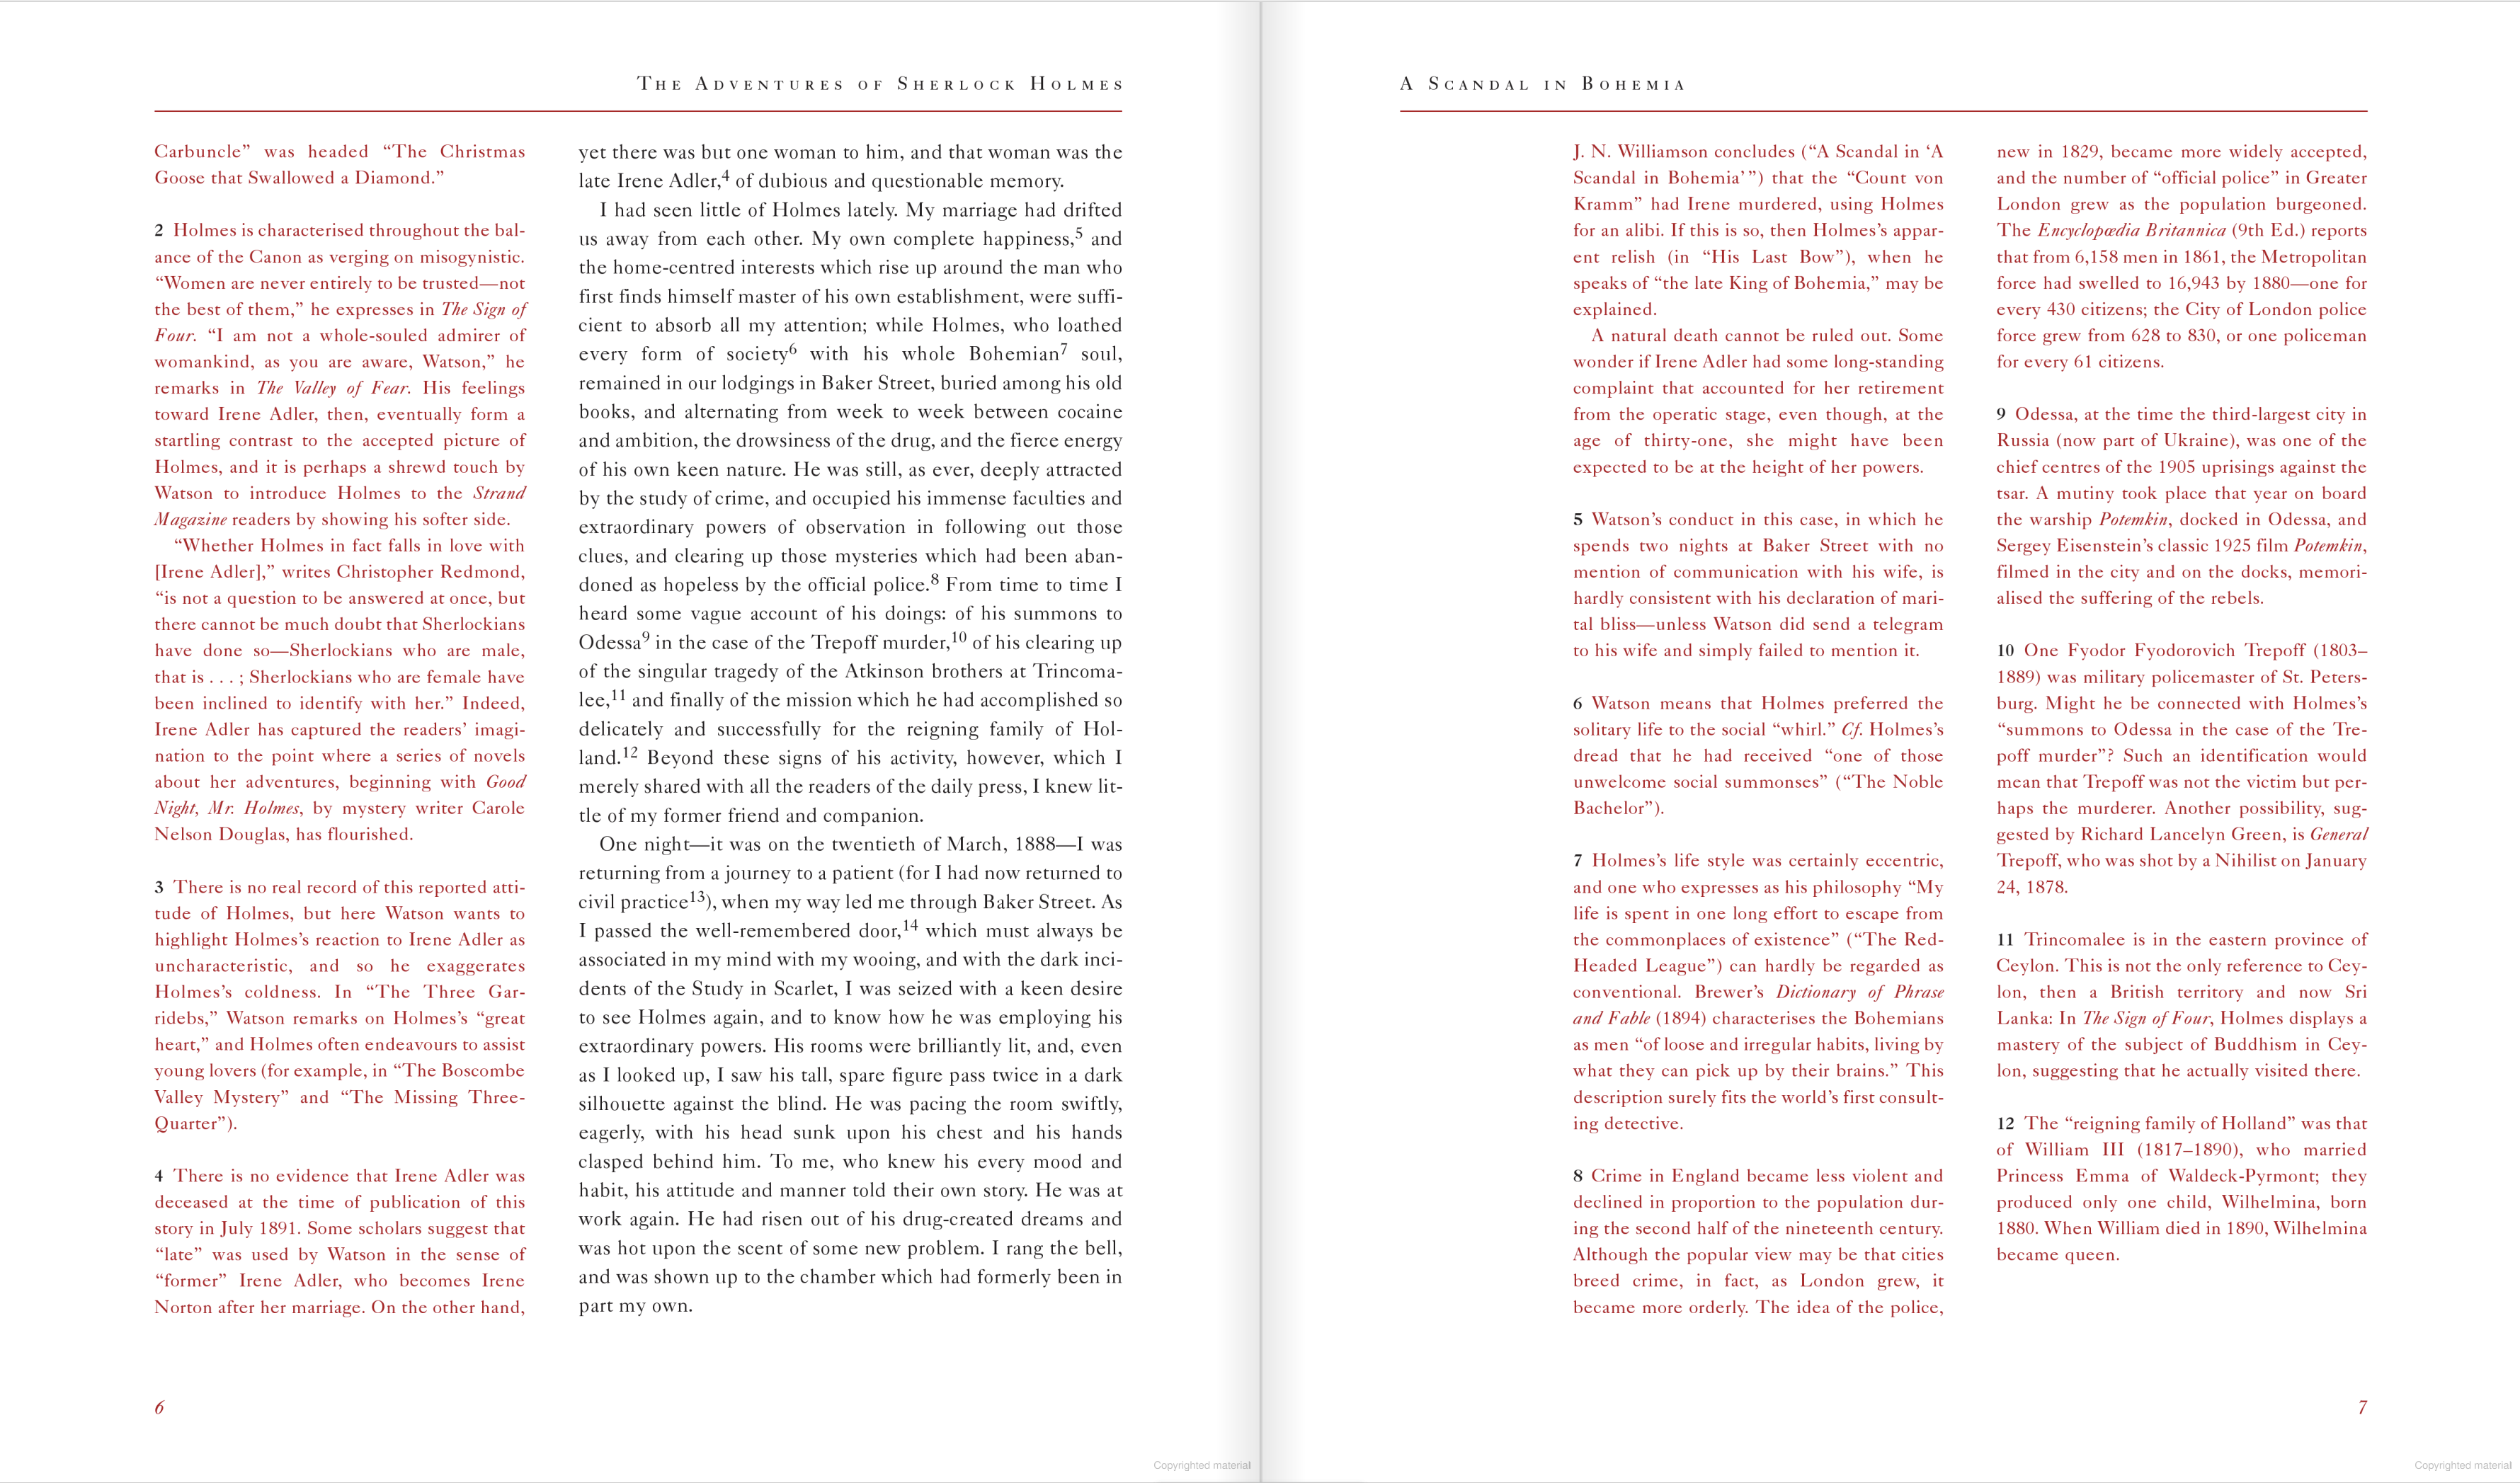 THE ADVENTURES OF SHERLOCK HOLMES
Carbuncle” was headed “The Christmas
Goose that Swallowed a Diamond.”
2 Holmes is characterised throughout the bal-
ance of the Canon as verging on misogynistic.
“Women are never entirely to be trusted—not
the best of them,” he expresses in The Sign of
Four. “I am not a whole-souled admirer of
womankind, as you are aware, Watson,” he
remarks in The Valley of Fear. His feelings
toward Irene Adler, then, eventually form a
startling contrast to the accepted picture of
Holmes, and it is perhaps a shrewd touch by
Watson to introduce Holmes to the Strand
Magazine readers by showing his softer side.
“Whether Holmes in fact falls in love with
[Irene Adler],” writes Christopher Redmond,
“is not a question to be answered at once, but
there cannot be much doubt that Sherlockians
have done so—Sherlockians who are male,
that is . . . ; Sherlockians who are female have
been inclined to identify with her.” Indeed,
Irene Adler has captured the readers’ imagi-
nation to the point where a series of novels
about her adventures, beginning with Good
Night, Mr. Holmes, by mystery writer Carole
Nelson Douglas, has flourished.
3 There is no real record of this reported atti-
tude of Holmes, but here Watson wants to
highlight Holmes’s reaction to Irene Adler as
uncharacteristic, and so he exaggerates
Holmes’s coldness. In “The Three Gar-
ridebs,” Watson remarks on Holmes’s “great
heart,” and Holmes often endeavours to assist
young lovers (for example, in “The Boscombe
Valley Mystery” and “The Missing Three-
Quarter”).
4 There is no evidence that Irene Adler was
deceased at the time of publication of this
story in July 1891. Some scholars suggest that
“late” was used by Watson in the sense of
“former” Irene Adler, who becomes Irene
Norton after her marriage. On the other hand,
yet there was but one woman to him, and that woman was the
late Irene Adler,4 of dubious and questionable memory.
I had seen little of Holmes lately. My marriage had drifted
us away from each other. My own complete happiness,5 and
the home-centred interests which rise up around the man who
first finds himself master of his own establishment, were suffi-
cient to absorb all my attention; while Holmes, who loathed
every form of society6 with his whole Bohemian7 soul,
remained in our lodgings in Baker Street, buried among his old
books, and alternating from week to week between cocaine
and ambition, the drowsiness of the drug, and the fierce energy
of his own keen nature. He was still, as ever, deeply attracted
by the study of crime, and occupied his immense faculties and
extraordinary powers of observation in following out those
clues, and clearing up those mysteries which had been aban-
doned as hopeless by the official police.8 From time to time I
heard some vague account of his doings: of his summons to
Odessa9 in the case of the Trepoff murder,10 of his clearing up
of the singular tragedy of the Atkinson brothers at Trincoma-
lee,11 and finally of the mission which he had accomplished so
delicately and successfully for the reigning family of Hol-
land.12 Beyond these signs of his activity, however, which I
merely shared with all the readers of the daily press, I knew lit-
tle of my former friend and companion.
One night—it was on the twentieth of March, 1888—I was
returning from a journey to a patient (for I had now returned to
civil practice13), when my way led me through Baker Street. As
I passed the well-remembered door,14 which must always be
associated in my mind with my wooing, and with the dark inci-
dents of the Study in Scarlet, I was seized with a keen desire
to see Holmes again, and to know how he was employing his
extraordinary powers. His rooms were brilliantly lit, and, even
as I looked up, I saw his tall, spare figure pass twice in a dark
silhouette against the blind. He was pacing the room swiftly,
eagerly, with his head sunk upon his chest and his hands
clasped behind him. To me, who knew his every mood and
habit, his attitude and manner told their own story. He was at
work again. He had risen out of his drug-created dreams and
was hot upon the scent of some new problem. I rang the bell,
and was shown up to the chamber which had formerly been in
part my own.
6
Copyrighted material
A SCANDAL IN BOHEMIA
J. N. Williamson concludes (“A Scandal in ‘A
Scandal in Bohemia’ ”) that the “Count von
Kramm” had Irene murdered, using Holmes
for an alibi. If this is so, then Holmes’s appar-
ent relish (in “His Last Bow”), when he
speaks of “the late King of Bohemia,” may be
explained.
A natural death cannot be ruled out. Some
wonder if Irene Adler had some long-standing
complaint that accounted for her retirement
from the operatic stage, even though, at the
age of thirty-one, she might have been
expected to be at the height of her powers.
5 Watson’s conduct in this case, in which he
spends two nights at Baker Street with no
mention of communication with his wife, is
hardly consistent with his declaration of mari-
tal bliss—unless Watson did send a telegram
to his wife and simply failed to mention it.
6 Watson means that Holmes preferred the
solitary life to the social “whirl.” Cf. Holmes’s
dread that he had received “one of those
unwelcome social summonses” (“The Noble
Bachelor”).
7 Holmes’s life style was certainly eccentric,
and one who expresses as his philosophy “My
life is spent in one long effort to escape from
the commonplaces of existence” (“The Red-
Headed League”) can hardly be regarded as
conventional. Brewer’s Dictionary of Phrase
and Fable (1894) characterises the Bohemians
as men “of loose and irregular habits, living by
what they can pick up by their brains.” This
description surely fits the world’s first consult-
ing detective.
8 Crime in England became less violent and
declined in proportion to the population dur-
ing the second half of the nineteenth century.
Although the popular view may be that cities
breed crime, in fact, as London grew, it
became more orderly. The idea of the police,
new in 1829, became more widely accepted,
and the number of “official police” in Greater
London grew as the population burgeoned.
The Encyclopædia Britannica (9th Ed.) reports
that from 6,158 men in 1861, the Metropolitan
force had swelled to 16,943 by 1880—one for
every 430 citizens; the City of London police
force grew from 628 to 830, or one policeman
for every 61 citizens.
9 Odessa, at the time the third-largest city in
Russia (now part of Ukraine), was one of the
chief centres of the 1905 uprisings against the
tsar. A mutiny took place that year on board
the warship Potemkin, docked in Odessa, and
Sergey Eisenstein’s classic 1925 film Potemkin,
filmed in the city and on the docks, memori-
alised the suffering of the rebels.
10 One Fyodor Fyodorovich Trepoff (1803–
1889) was military policemaster of St. Peters-
burg. Might he be connected with Holmes’s
“summons to Odessa in the case of the Tre-
poff murder”? Such an identification would
mean that Trepoff was not the victim but per-
haps the murderer. Another possibility, sug-
gested by Richard Lancelyn Green, is General
Trepoff, who was shot by a Nihilist on January
24, 1878.
11 Trincomalee is in the eastern province of
Ceylon. This is not the only reference to Cey-
lon, then a British territory and now Sri
Lanka: In The Sign of Four, Holmes displays a
mastery of the subject of Buddhism in Cey-
lon, suggesting that he actually visited there.
12 The “reigning family of Holland” was that
of William III (1817–1890), who married
Princess Emma of Waldeck-Pyrmont; they
produced only one child, Wilhelmina, born
1880. When William died in 1890, Wilhelmina
became queen.
7
Copyrighted material